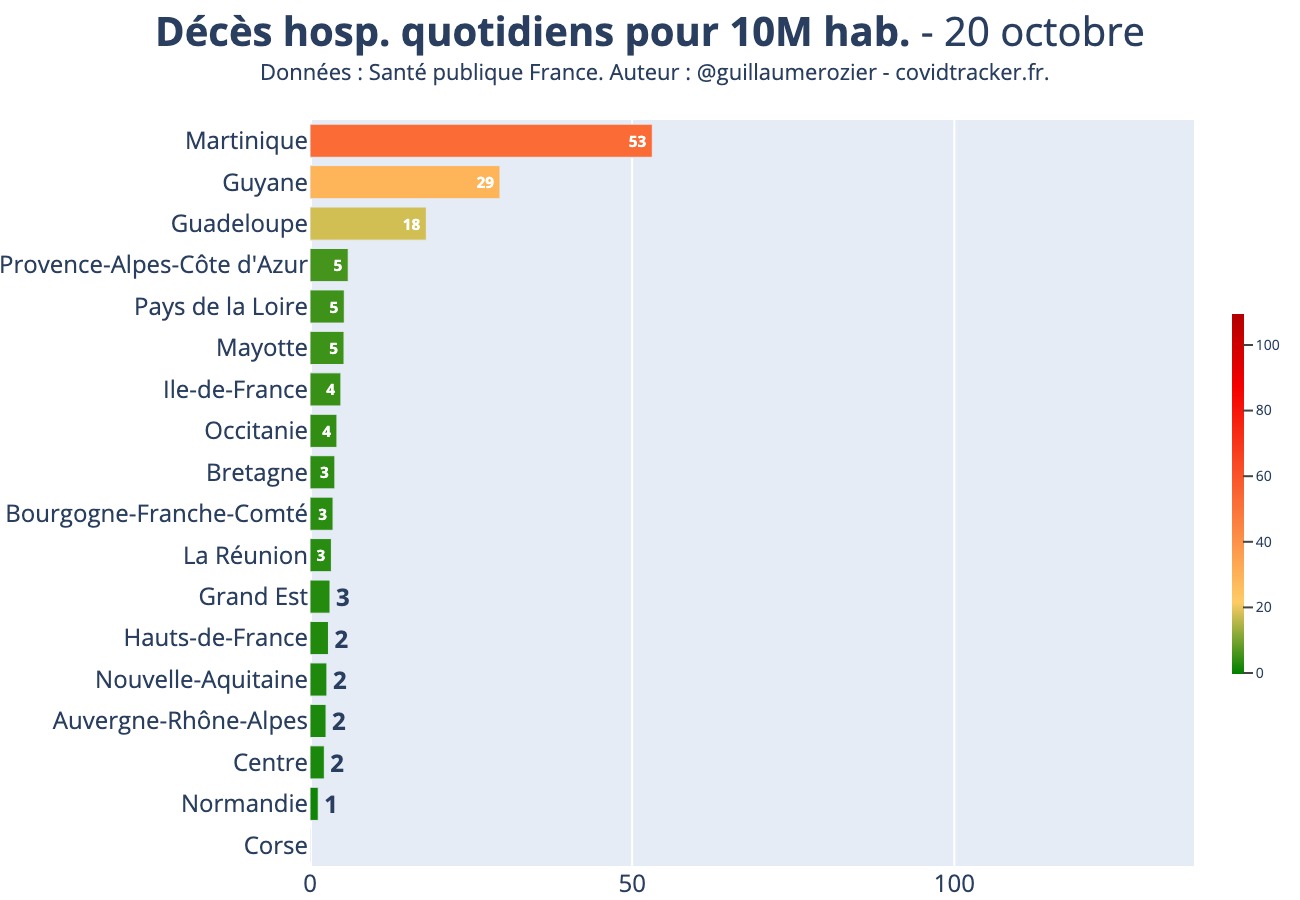 Décès hosp. quotidiens pour 10M hab. - 20 octobre
Données : Santé publique France. Auteur : @guillaumerozier - covidtracker.fr.
Martinique 53
Guyane 29
Guadeloupe 18
Provence-Alpes-Côte d'Azur 5
Pays de la Loire 5
Mayotte 5
Ile-de-France 4
Occitanie 4
Bretagne 3
Bourgogne-Franche-Comté 3
La Réunion 3
Grand Est 3
Hauts-de-France 2
Nouvelle-Aquitaine 2
Auvergne-Rhône-Alpes 2
Centre 2
Normandie 1
Corse
0 50 100
100
80
60
40
20
0